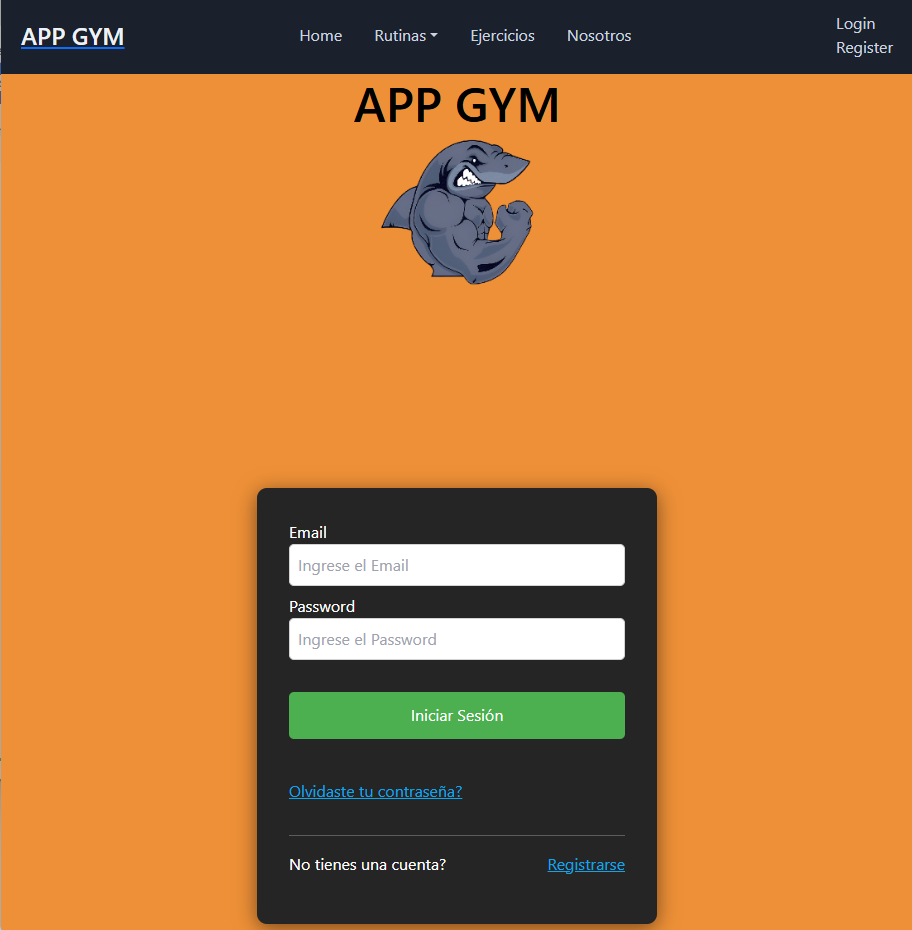 APP GYM
Home
Rutinas
Ejercicios
Nosotros
Login
Register
APP GYM
Email
Ingrese el Email
Password
Ingrese el Password
Iniciar Sesión
Olvidaste tu contraseña?
No tienes una cuenta? Registrarse